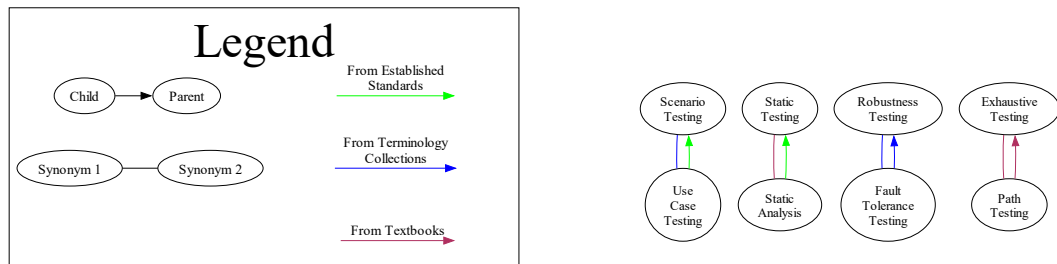 Legend
Child
Parent
From Established
Standards
Synonym 1
Synonym 2
From Terminology
Collections
From Textbooks
Scenario
Testing
Static
Testing
Robustness
Testing
Exhaustive
Testing
Use
Case
Testing
Static
Analysis
Fault
Tolerance
Testing
Path
Testing